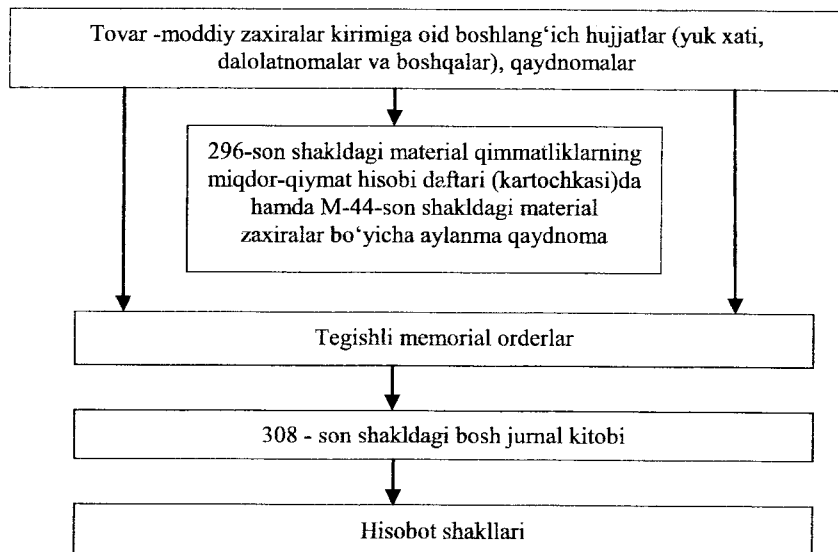 Tovar -moddiy zaxiralar kirimiga oid boshlang‘ich hujjatlar (yuk xati,
dalolatnomalar va boshqalar), qaydnomalar
296-son shakldagi material qimmatliklarning
miqdor-qiymat hisobi daftari (kartochkasi)da
hamda M-44-son shakldagi material
zaxiralar bo‘yicha aylanma qaydnoma
Tegishli memorial orderlar
308 - son shakldagi bosh jurnal kitobi
Hisobot shakllari